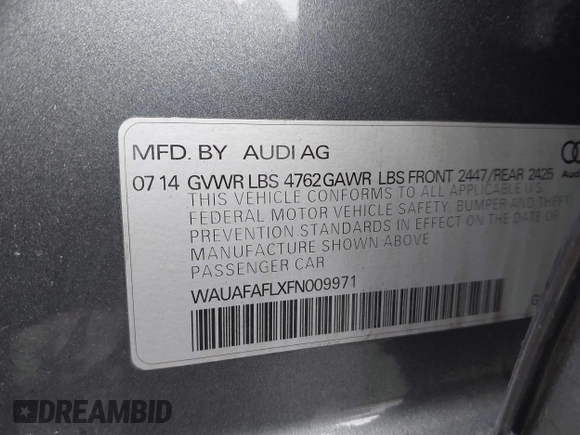 MFD. BY AUDI AG
Audi
07 14 GVWR LBS 4762 GAWR LBS FRONT 2447/REAR 2425
THIS VEHICLE CONFORMS TO ALL APPLICABLE U.S.
FEDERAL MOTOR VEHICLE SAFETY, BUMPER AND THEFT
PREVENTION STANDARDS IN EFFECT ON THE DATE OF
MANUFACTURE SHOWN ABOVE
PASSENGER CAR
WAUAFAFLXFN009971
DREAMBID